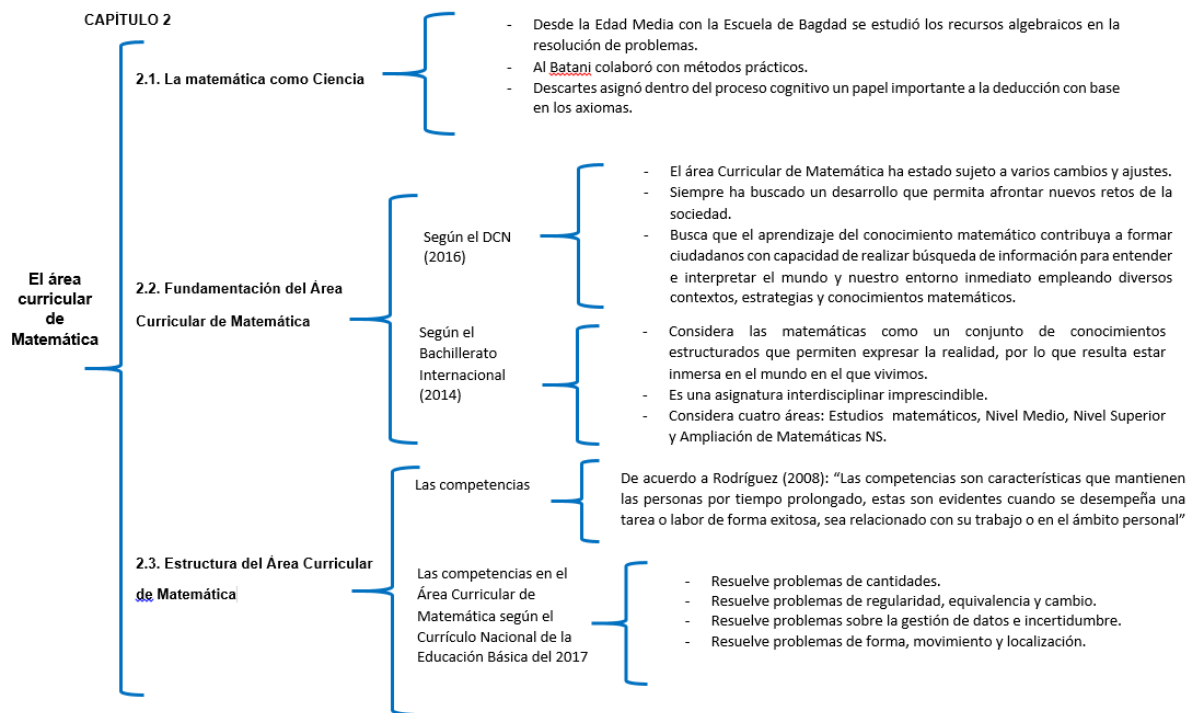 CAPÍTULO 2
El área
curricular
de
Matemática
2.1. La matemática como Ciencia
- Desde la Edad Media con la Escuela de Bagdad se estudió los recursos algebraicos en la
resolución de problemas.
- Al Batani colaboró con métodos prácticos.
- Descartes asignó dentro del proceso cognitivo un papel importante a la deducción con base
en los axiomas.
2.2. Fundamentación del Área
Curricular de Matemática
Según el DCN
(2016)
- El área Curricular de Matemática ha estado sujeto a varios cambios y ajustes.
- Siempre ha buscado un desarrollo que permita afrontar nuevos retos de la
sociedad.
- Busca que el aprendizaje del conocimiento matemático contribuya a formar
ciudadanos con capacidad de realizar búsqueda de información para entender
e interpretar el mundo y nuestro entorno inmediato empleando diversos
contextos, estrategias y conocimientos matemáticos.
Según el
Bachillerato
Internacional
(2014)
- Considera las matemáticas como un conjunto de conocimientos
estructurados que permiten expresar la realidad, por lo que resulta estar
inmersa en el mundo en el que vivimos.
- Es una asignatura interdisciplinar imprescindible.
- Considera cuatro áreas: Estudios matemáticos, Nivel Medio, Nivel Superior
y Ampliación de Matemáticas NS.
2.3. Estructura del Área Curricular
de Matemática
Las competencias
De acuerdo a Rodríguez (2008): “Las competencias son características que mantienen
las personas por tiempo prolongado, estas son evidentes cuando se desempeña una
tarea o labor de forma exitosa, sea relacionado con su trabajo o en el ámbito personal”
Las competencias en el
Área Curricular de
Matemática según el
Currículo Nacional de la
Educación Básica del 2017
- Resuelve problemas de cantidades.
- Resuelve problemas de regularidad, equivalencia y cambio.
- Resuelve problemas sobre la gestión de datos e incertidumbre.
- Resuelve problemas de forma, movimiento y localización.